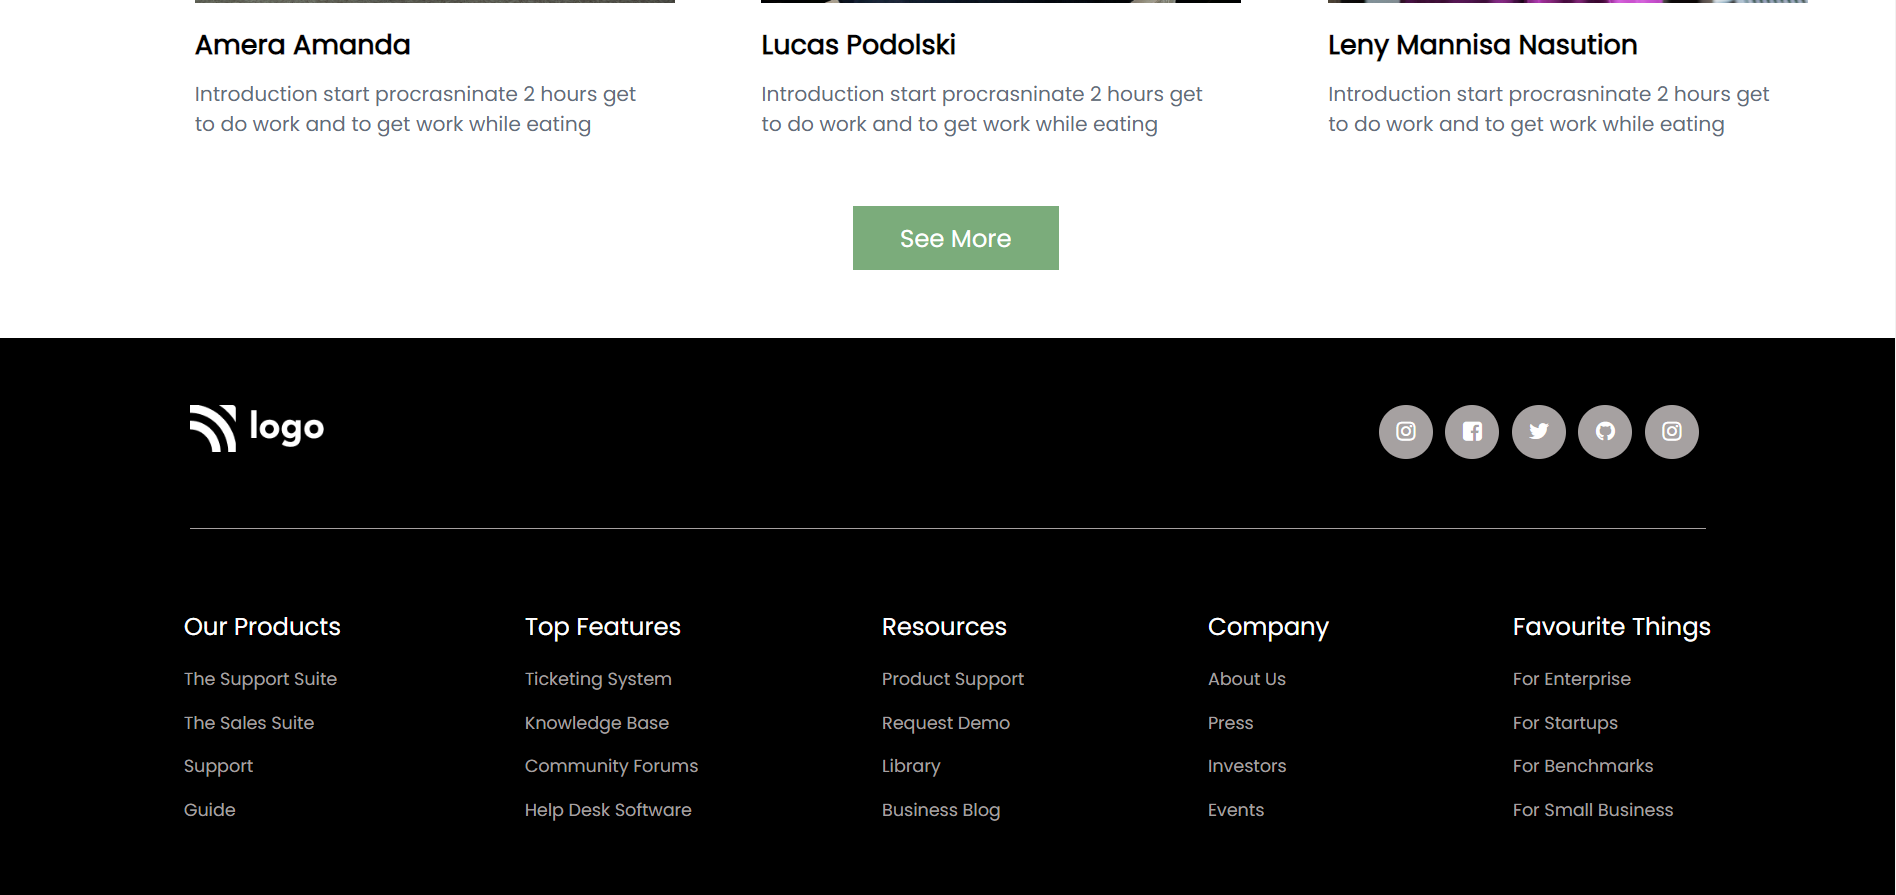 Amera Amanda
Introduction start procrasninate 2 hours get
to do work and to get work while eating
Lucas Podolski
Introduction start procrasninate 2 hours get
to do work and to get work while eating
Leny Mannisa Nasution
Introduction start procrasninate 2 hours get
to do work and to get work while eating
See More
logo
Our Products
The Support Suite
The Sales Suite
Support
Guide
Top Features
Ticketing System
Knowledge Base
Community Forums
Help Desk Software
Resources
Product Support
Request Demo
Library
Business Blog
Company
About Us
Press
Investors
Events
Favourite Things
For Enterprise
For Startups
For Benchmarks
For Small Business